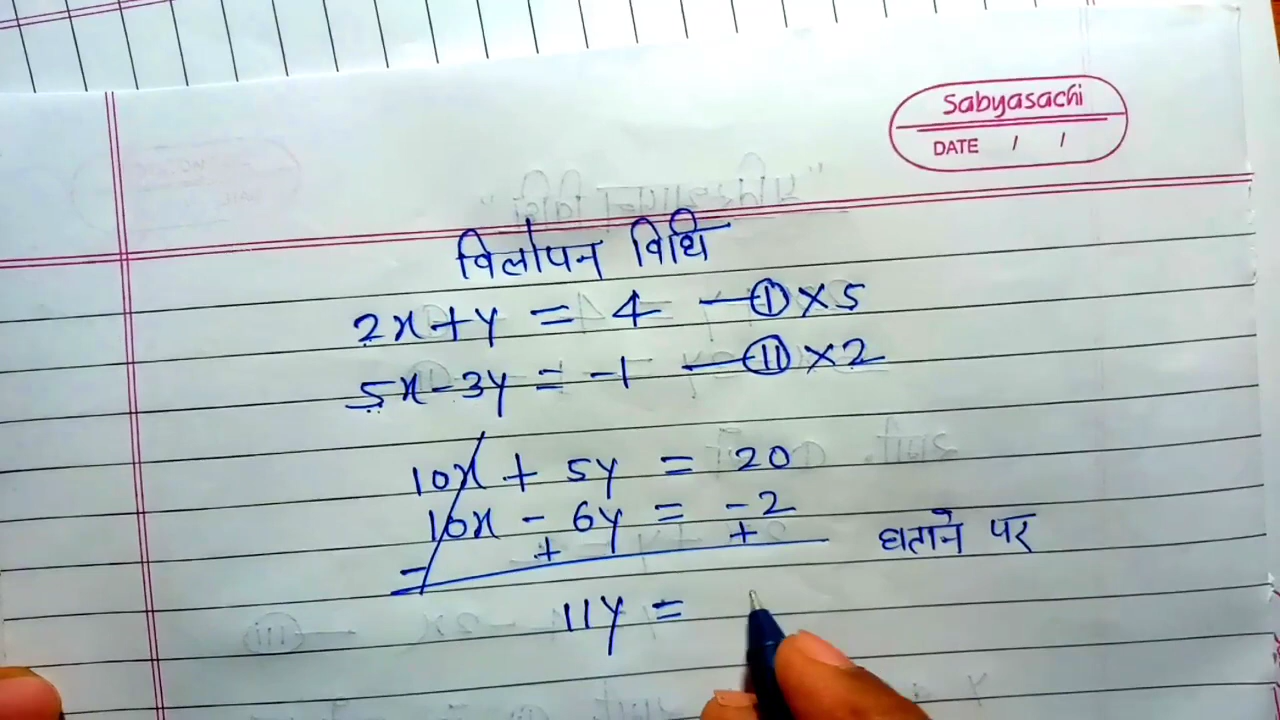 Sabyasachi
DATE / /
विलोपन विधि
2x+y = 4 —Ⓘ×5
5x-3y = -1 —Ⓘⓘ×2
10x + 5y = 20
10x - 6y = -2
- + + घताने पर
11y =